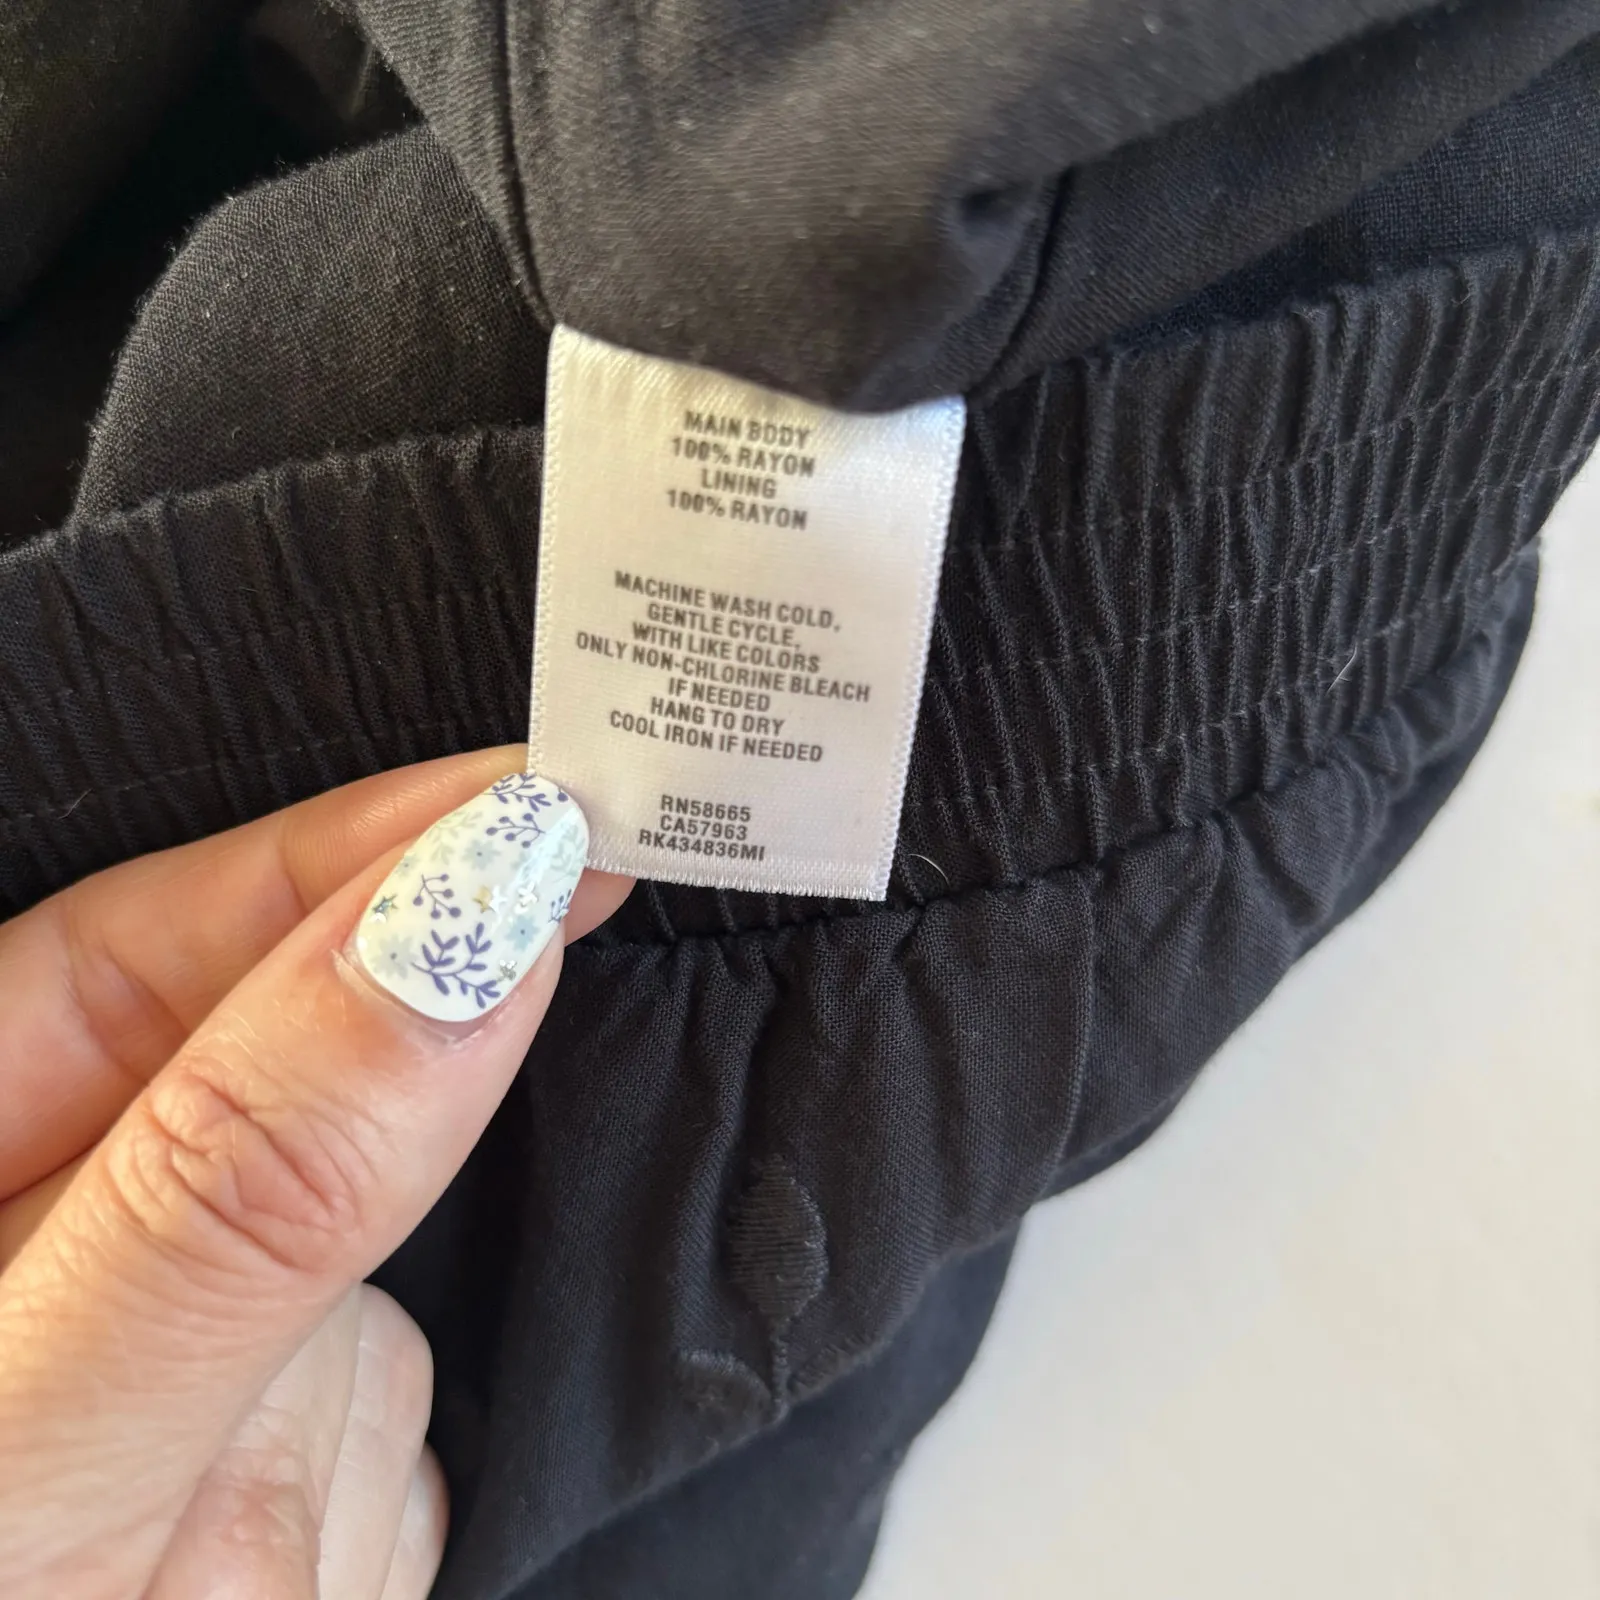 MAIN BODY
100% RAYON
LINING
100% RAYON
MACHINE WASH COLD,
GENTLE CYCLE,
WITH LIKE COLORS
ONLY NON-CHLORINE BLEACH
IF NEEDED
HANG TO DRY
COOL IRON IF NEEDED
RN58665
CA57963
RK434836MI